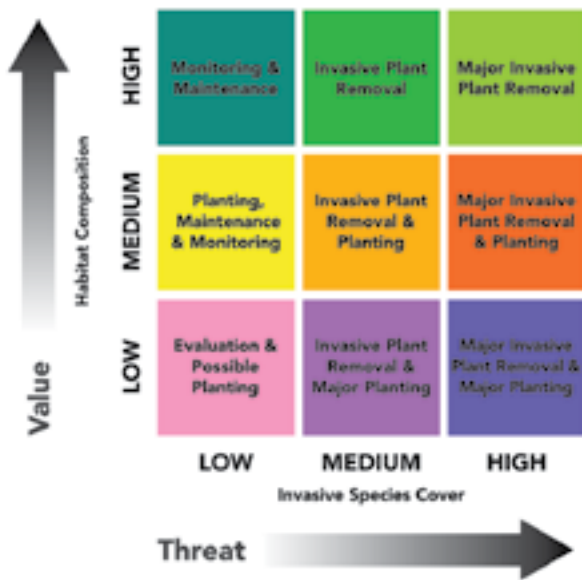 HIGH
Monitoring &
Maintenance
Invasive Plant
Removal
Major Invasive
Plant Removal
MEDIUM
Planting,
Maintenance
& Monitoring
Invasive Plant
Removal &
Planting
Major Invasive
Plant Removal
& Planting
LOW
Evaluation &
Possible
Planting
Invasive Plant
Removal &
Major Planting
Major Invasive
Plant Removal &
Major Planting
Habitat Composition
Value
LOW
MEDIUM
HIGH
Invasive Species Cover
Threat